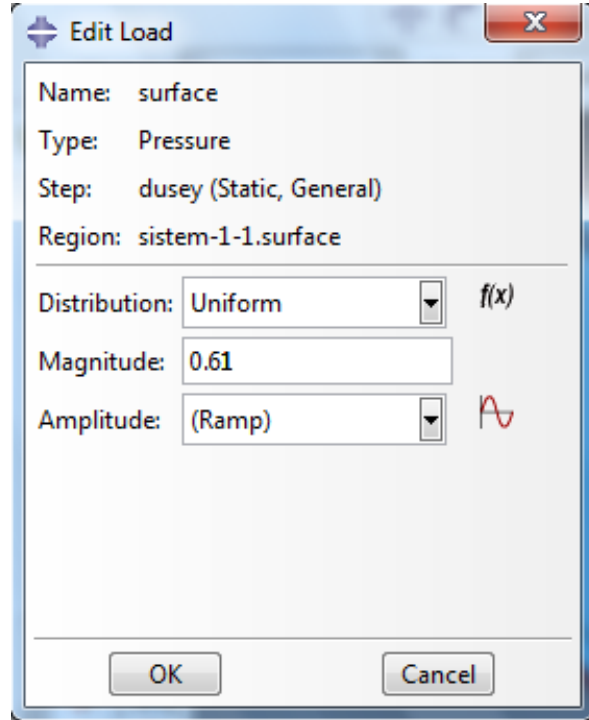 Edit Load
Name: surface
Type: Pressure
Step: dusey (Static, General)
Region: sistem-1-1.surface
Distribution: Uniform f(x)
Magnitude: 0.61
Amplitude: (Ramp)
OK Cancel